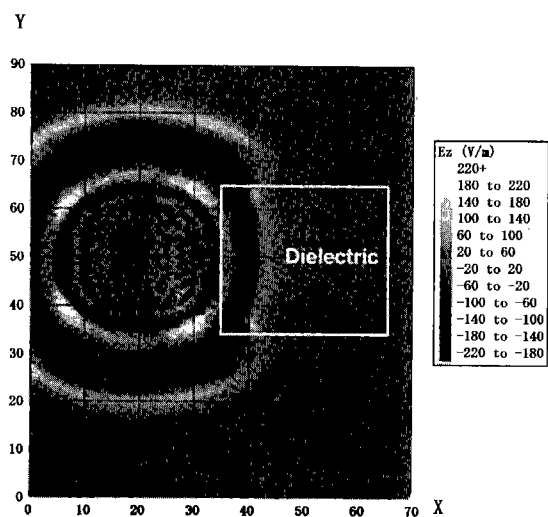 Y
90
80
70
60
50
40
30
20
10
0
0 10 20 30 40 50 60 70 X
Dielectric
Ez (V/m)
220+
180 to 220
140 to 180
100 to 140
60 to 100
20 to 60
-20 to 20
-60 to -20
-100 to -60
-140 to -100
-180 to -140
-220 to -180